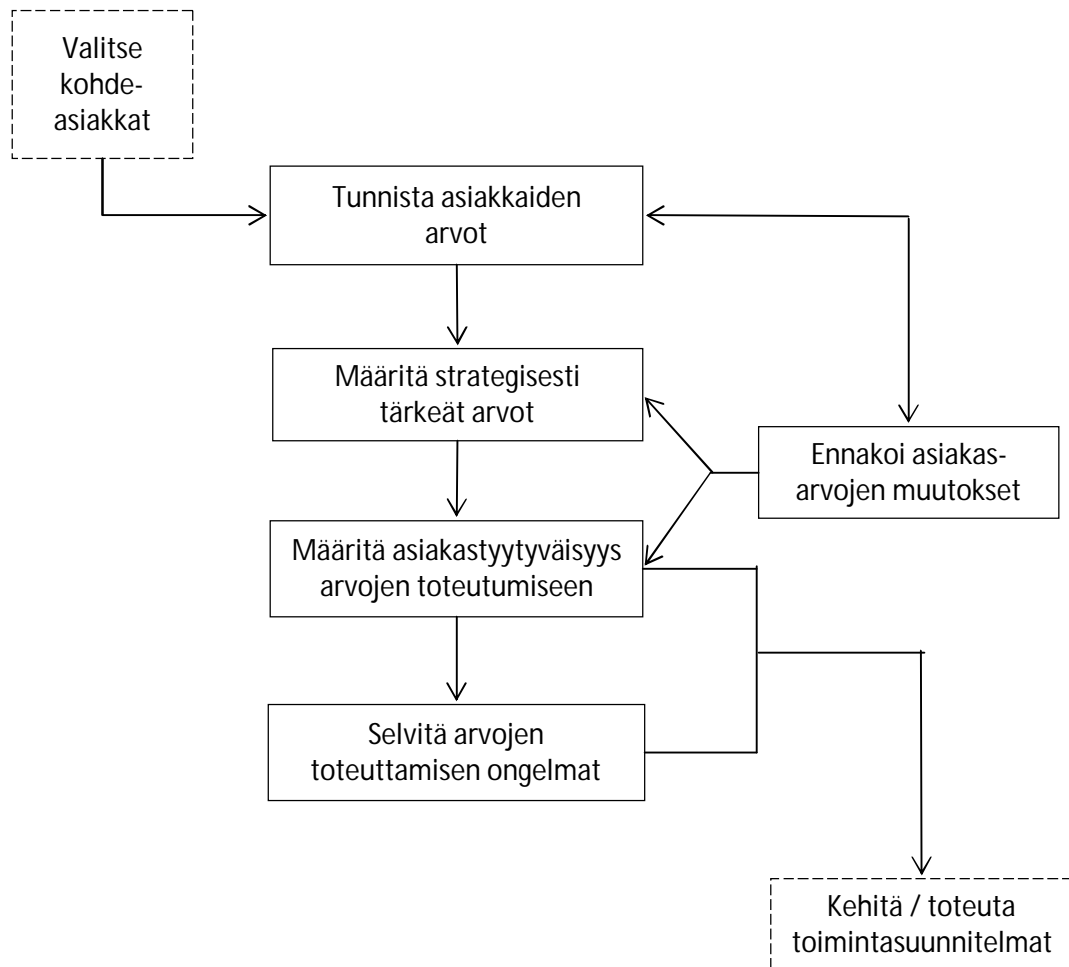 Valitse
kohde-
asiakkat
Tunnista asiakkaiden
arvot
Määritä strategisesti
tärkeät arvot
Ennakoi asiakas-
arvojen muutokset
Määritä asiakastyytyväisyys
arvojen toteutumiseen
Selvitä arvojen
toteuttamisen ongelmat
Kehitä / toteuta
toimintasuunnitelmat